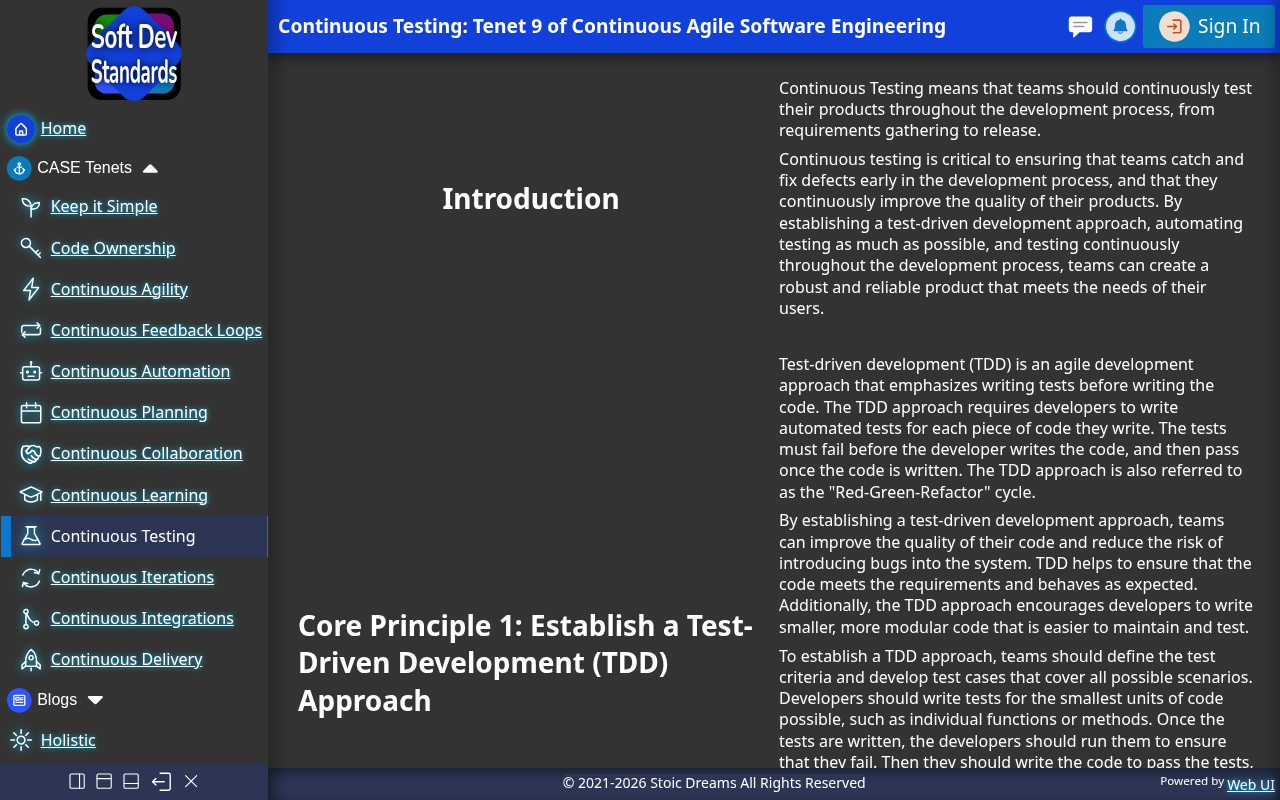 Soft Dev
Standards
Home
CASE Tenets
Keep it Simple
Code Ownership
Continuous Agility
Continuous Feedback Loops
Continuous Automation
Continuous Planning
Continuous Collaboration
Continuous Learning
Continuous Testing
Continuous Iterations
Continuous Integrations
Continuous Delivery
Blogs
Holistic
Continuous Testing: Tenet 9 of Continuous Agile Software Engineering
Sign In
Introduction
Continuous Testing means that teams should continuously test
their products throughout the development process, from
requirements gathering to release.
Continuous testing is critical to ensuring that teams catch and
fix defects early in the development process, and that they
continuously improve the quality of their products. By
establishing a test-driven development approach, automating
testing as much as possible, and testing continuously
throughout the development process, teams can create a
robust and reliable product that meets the needs of their
users.
Core Principle 1: Establish a Test-
Driven Development (TDD)
Approach
Test-driven development (TDD) is an agile development
approach that emphasizes writing tests before writing the
code. The TDD approach requires developers to write
automated tests for each piece of code they write. The tests
must fail before the developer writes the code, and then pass
once the code is written. The TDD approach is also referred to
as the "Red-Green-Refactor" cycle.
By establishing a test-driven development approach, teams
can improve the quality of their code and reduce the risk of
introducing bugs into the system. TDD helps to ensure that the
code meets the requirements and behaves as expected.
Additionally, the TDD approach encourages developers to write
smaller, more modular code that is easier to maintain and test.
To establish a TDD approach, teams should define the test
criteria and develop test cases that cover all possible scenarios.
Developers should write tests for the smallest units of code
possible, such as individual functions or methods. Once the
tests are written, the developers should run them to ensure
that they fail. Then they should write the code to pass the tests.
© 2021-2026 Stoic Dreams All Rights Reserved
Powered by Web UI